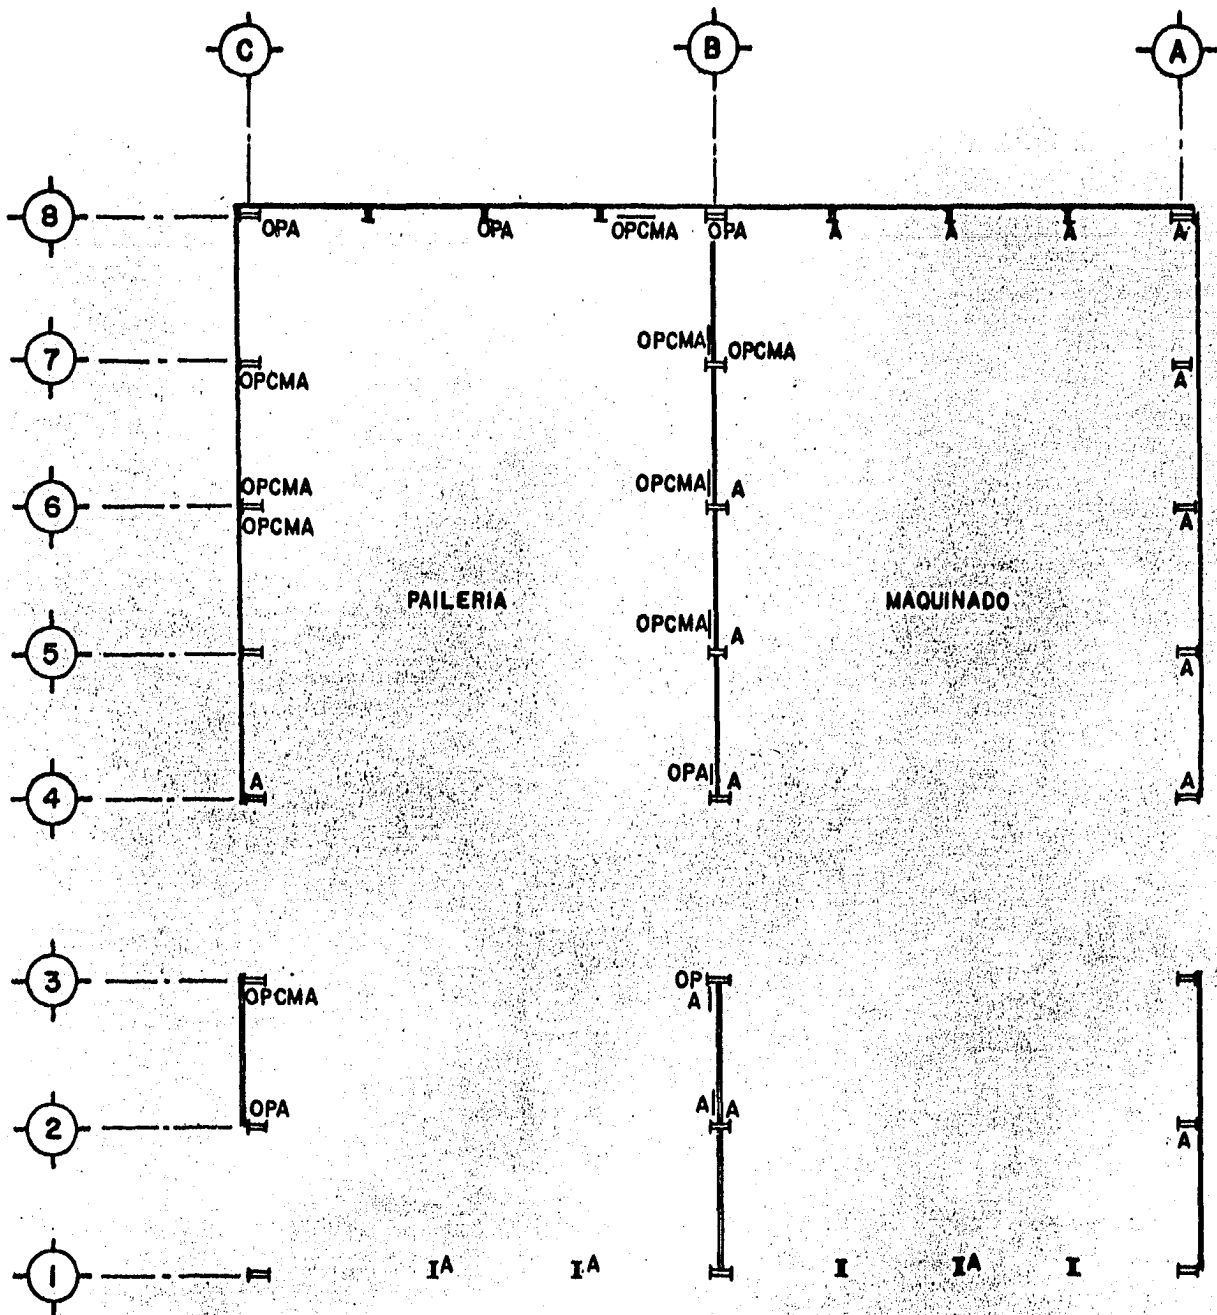 C B A
8
OPA OPA OPCMA OPA A A A A
7
OPCMA OPCMA
OPCMA A
6
OPCMA OPCMA A
OPCMA A
PAILERIA MAQUINADO
5
OPCMA A
A
4
A OPA A A
3
OPCMA OP
A
2
OPA A A
A
1
A A A